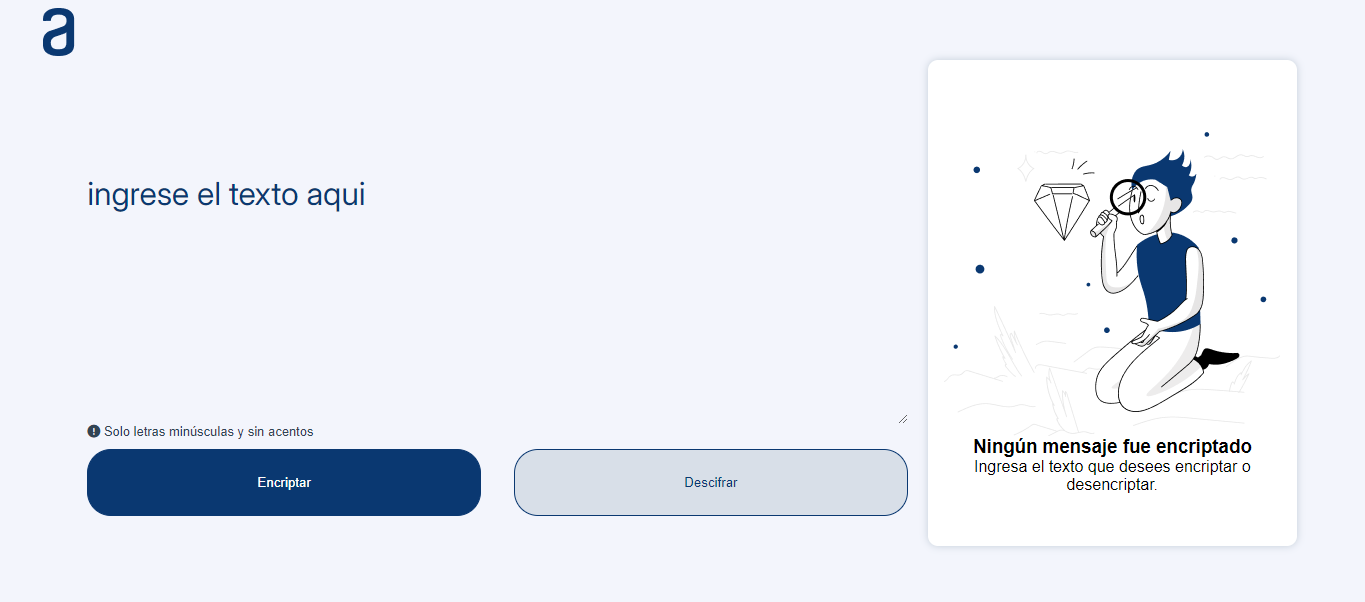 a
ingrese el texto aqui
Solo letras minúsculas y sin acentos
Encriptar
Descifrar
Ningún mensaje fue encriptado
Ingresa el texto que desees encriptar o
desencriptar.